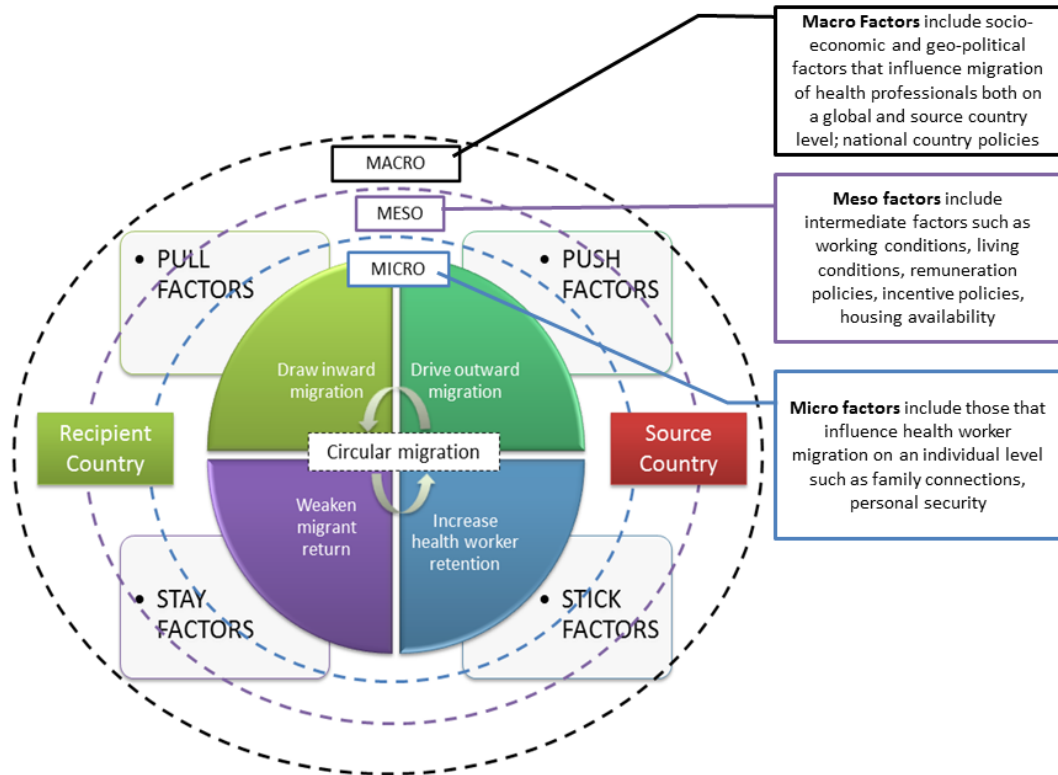 Macro Factors include socio-
economic and geo-political
factors that influence migration
of health professionals both on
a global and source country
level; national country policies
MACRO
Meso factors include
intermediate factors such as
working conditions, living
conditions, remuneration
policies, incentive policies,
housing availability
MESO
MICRO
• PULL
FACTORS
• PUSH
FACTORS
Draw inward
migration
Drive outward
migration
Micro factors include those that
influence health worker
migration on an individual level
such as family connections,
personal security
Recipient
Country
Circular migration
Source
Country
Weaken
migrant
return
Increase
health worker
retention
• STAY
FACTORS
• STICK
FACTORS